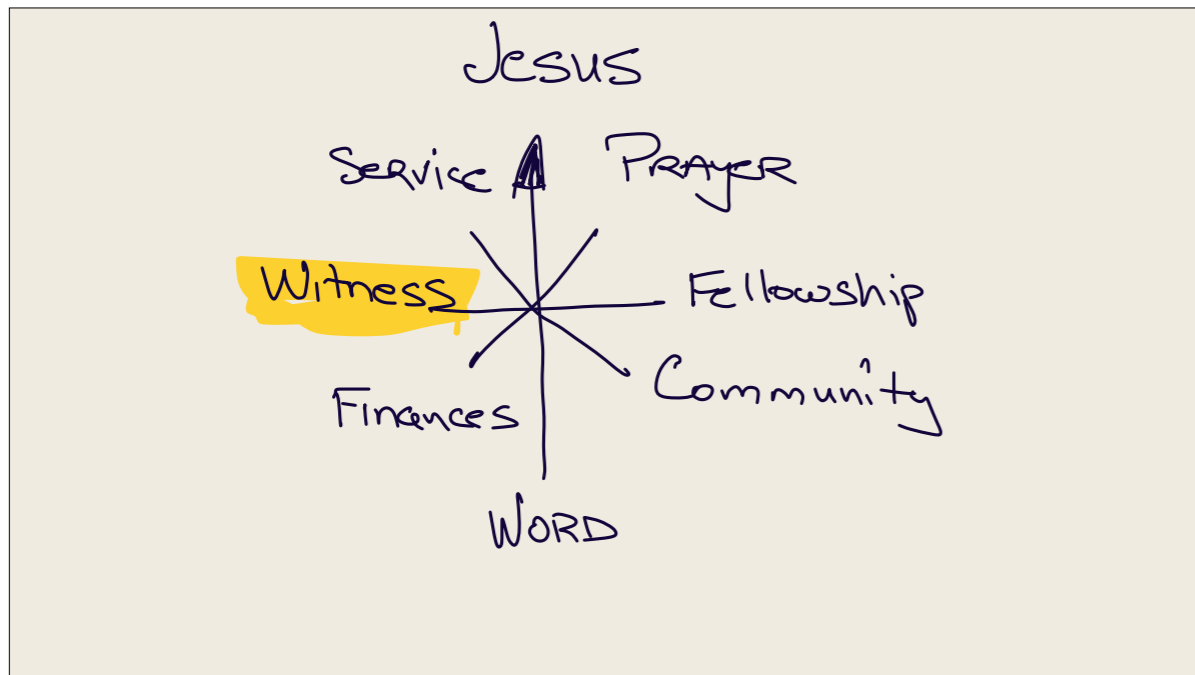 Jesus
Service PRAYER
Witness Fellowship
Finances Community
WORD